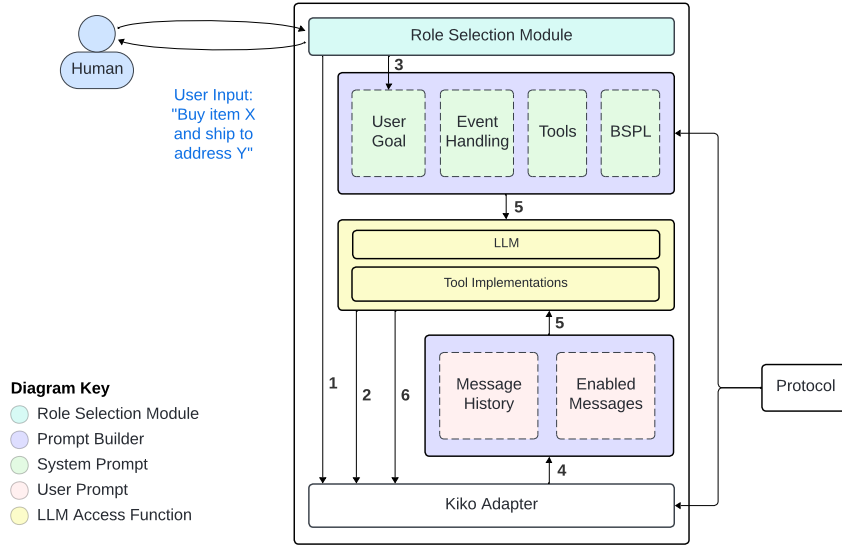 Role Selection Module
Human
3
User Input:
"Buy item X
and ship to
address Y"
User
Goal
Event
Handling
Tools
BSPL
5
LLM
Tool Implementations
5
1
2
6
Message
History
Enabled
Messages
Protocol
4
Kiko Adapter
Diagram Key
Role Selection Module
Prompt Builder
System Prompt
User Prompt
LLM Access Function